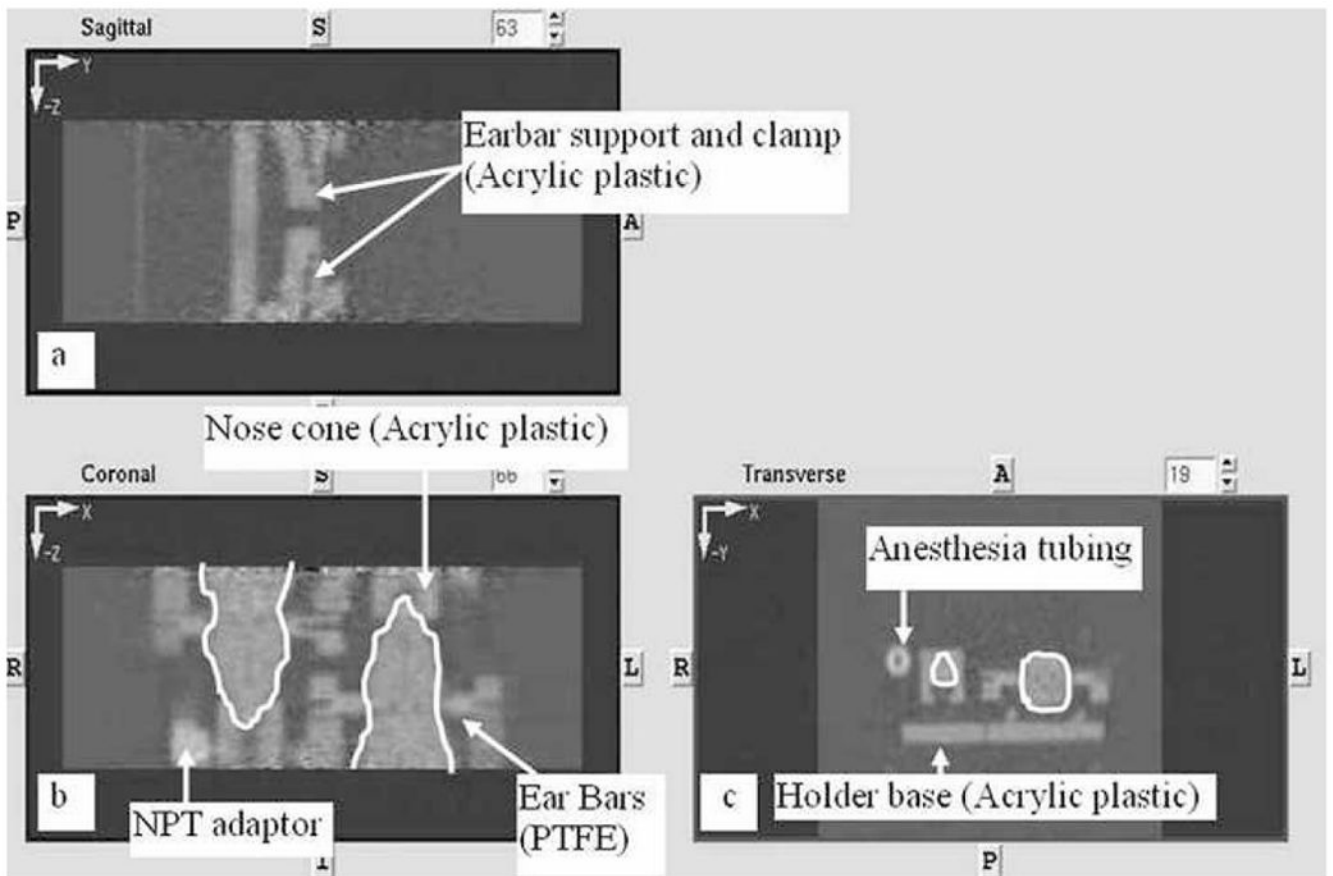 Sagittal
S
63
Y
-Z
Earbar support and clamp
(Acrylic plastic)
P
A
a
Nose cone (Acrylic plastic)
Coronal
S
66
X
-Z
R
L
b
NPT adaptor
Ear Bars
(PTFE)
I
Transverse
A
19
X
-Y
Anesthesia tubing
R
L
c
Holder base (Acrylic plastic)
P